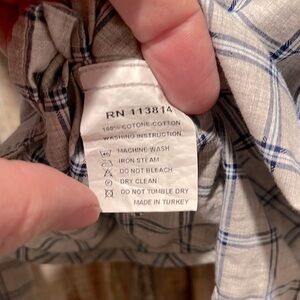 RN 113814
100% COTONE-COTTON
WASHING INSTRUCTION
MACHINE WASH
IRON STEAM
DO NOT BLEACH
DRY CLEAN
DO NOT TUMBLE DRY
MADE IN TURKEY